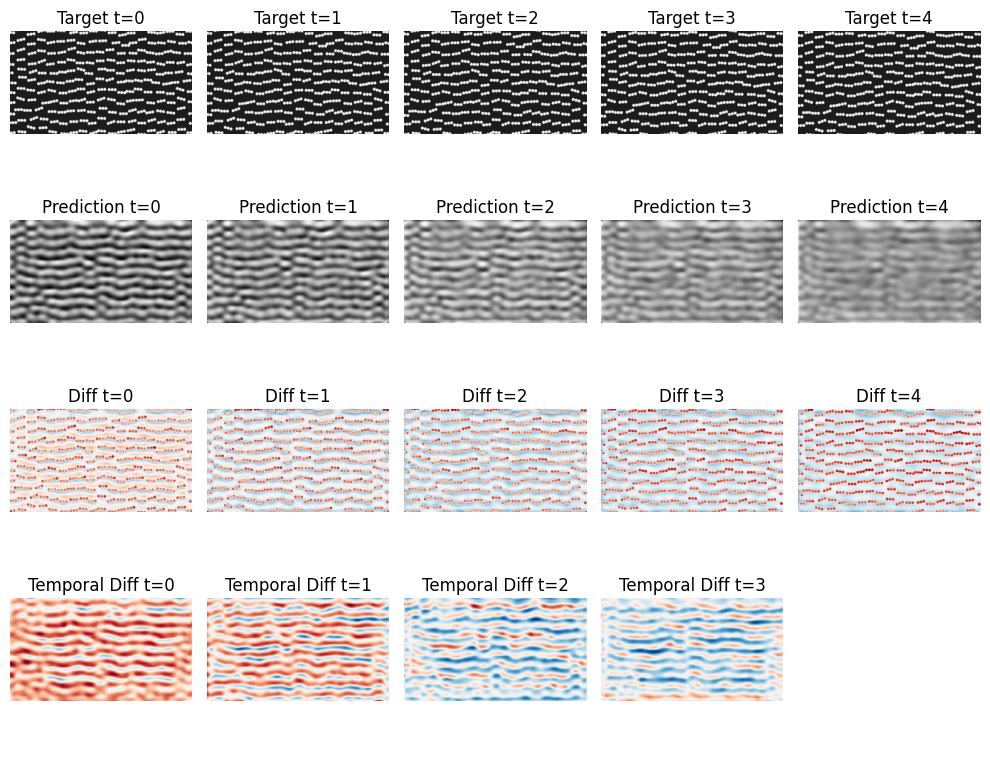 Target t=0 Target t=1 Target t=2 Target t=3 Target t=4
Prediction t=0 Prediction t=1 Prediction t=2 Prediction t=3 Prediction t=4
Diff t=0 Diff t=1 Diff t=2 Diff t=3 Diff t=4
Temporal Diff t=0 Temporal Diff t=1 Temporal Diff t=2 Temporal Diff t=3